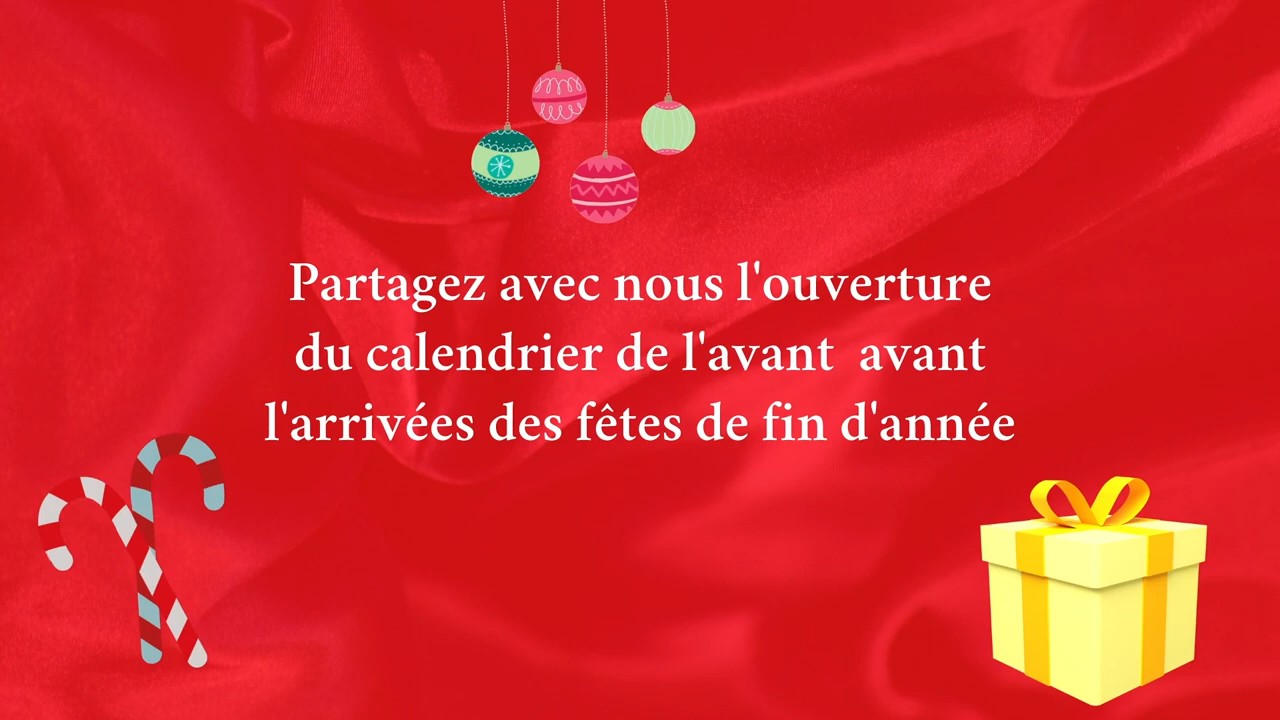 Partagez avec nous l'ouverture
du calendrier de l'avant  avant
l'arrivées des fêtes de fin d'année